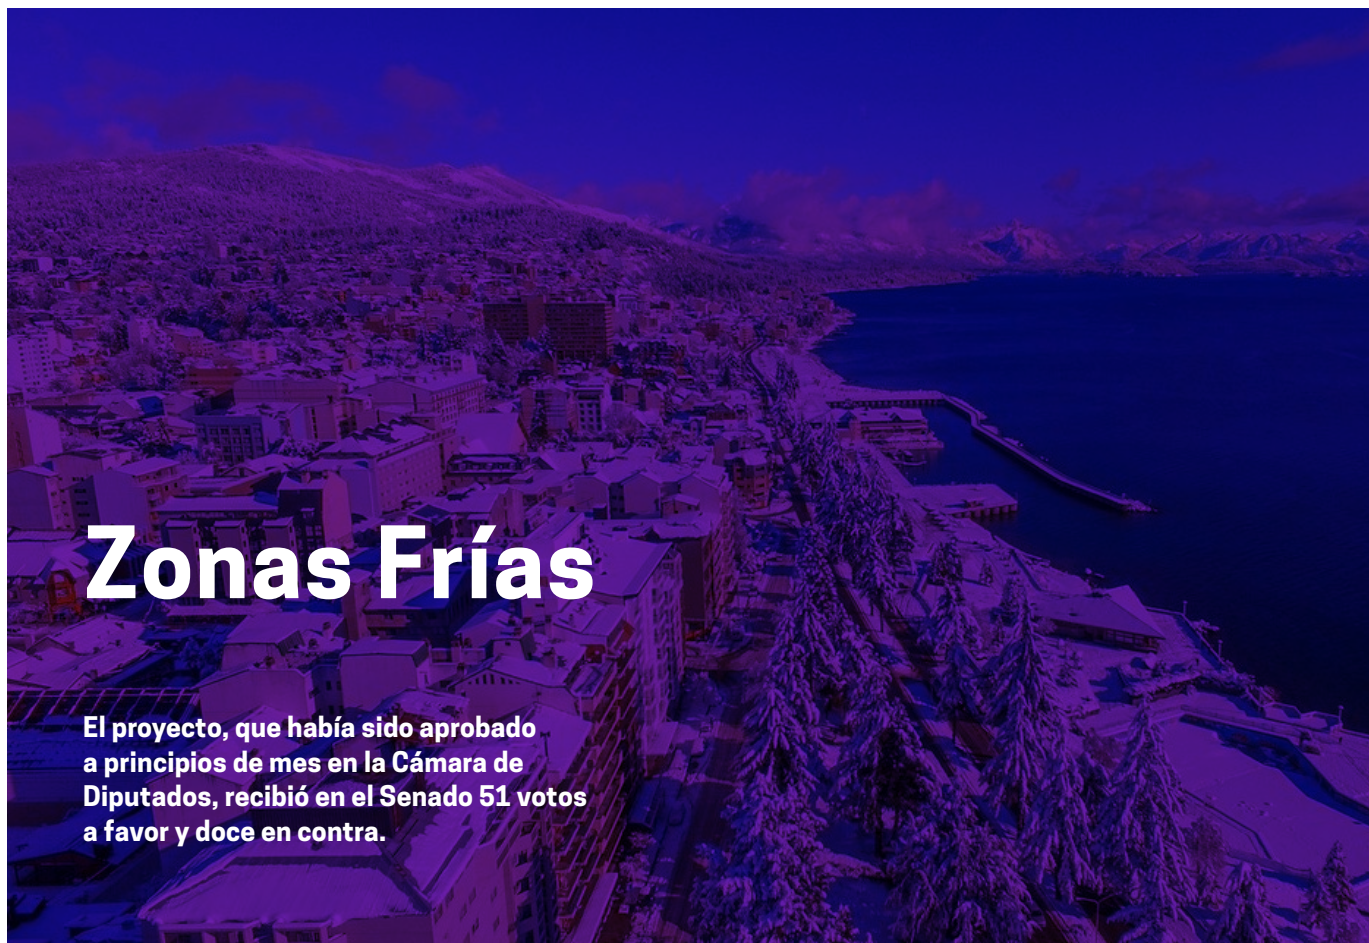 Zonas Frías
El proyecto, que había sido aprobado
a principios de mes en la Cámara de
Diputados, recibió en el Senado 51 votos
a favor y doce en contra.